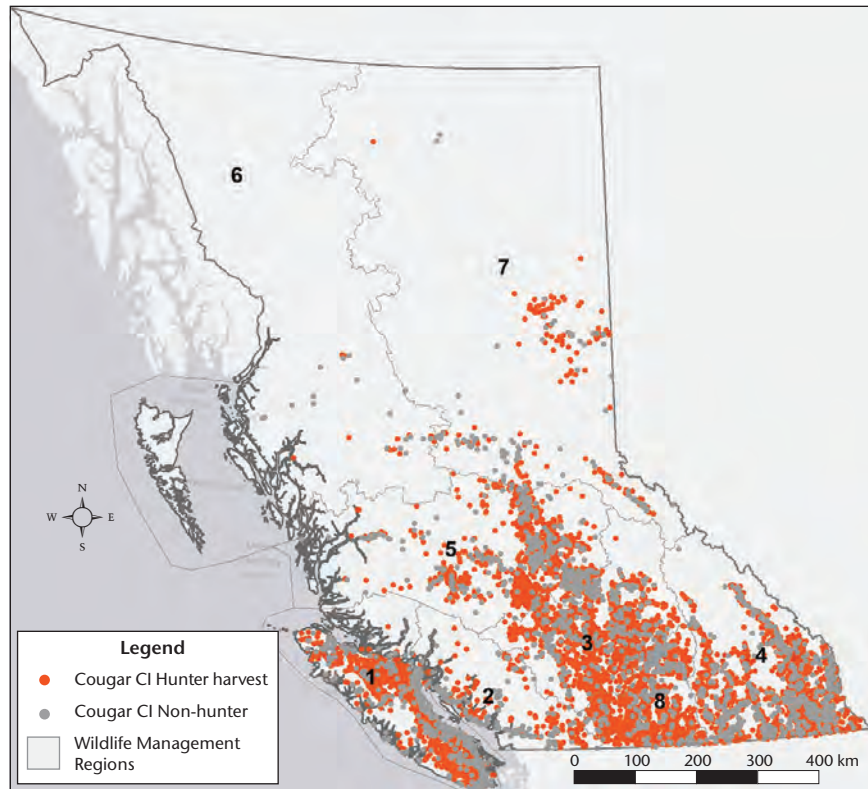 6
7
5
3
4
1
2
8
N
W E
S
Legend
Cougar CI Hunter harvest
Cougar CI Non-hunter
Wildlife Management
Regions
0 100 200 300 400 km